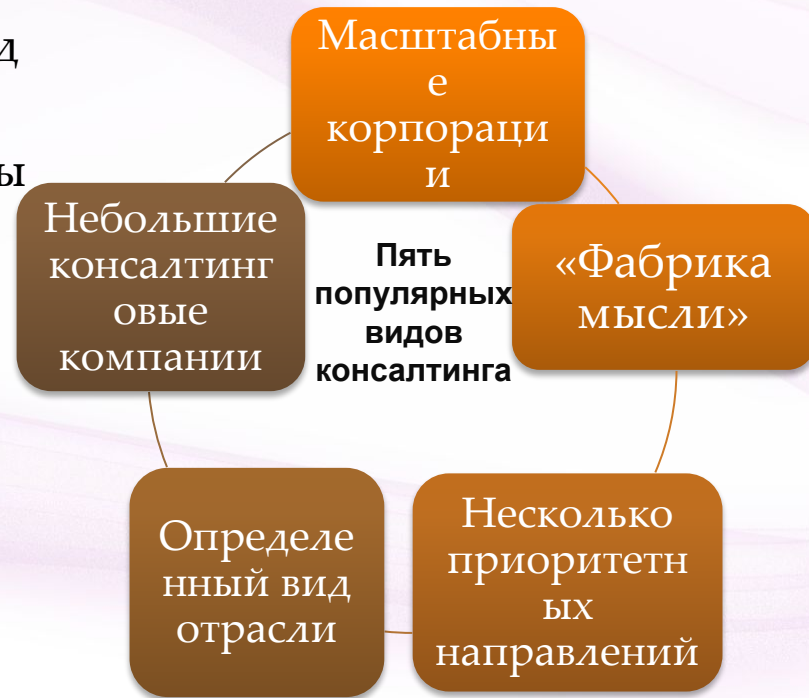 д
ы
Масштабны
е
корпораци
и
«Фабрика
мысли»
Несколько
приоритетн
ых
направлений
Определе
нный вид
отрасли
Небольшие
консалтинг
овые
компании
Пять
популярных
видов
консалтинга